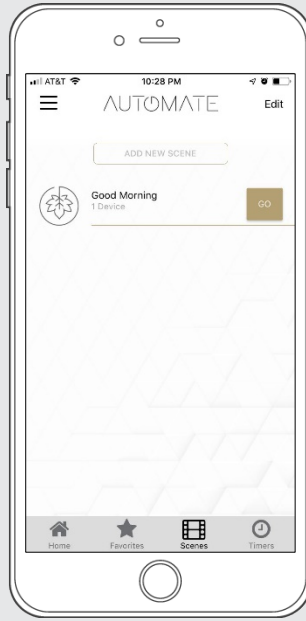 AT&T 10:28 PM
AUTOMATE Edit
ADD NEW SCENE
Good Morning
1 Device
GO
Home Favorites Scenes Timers